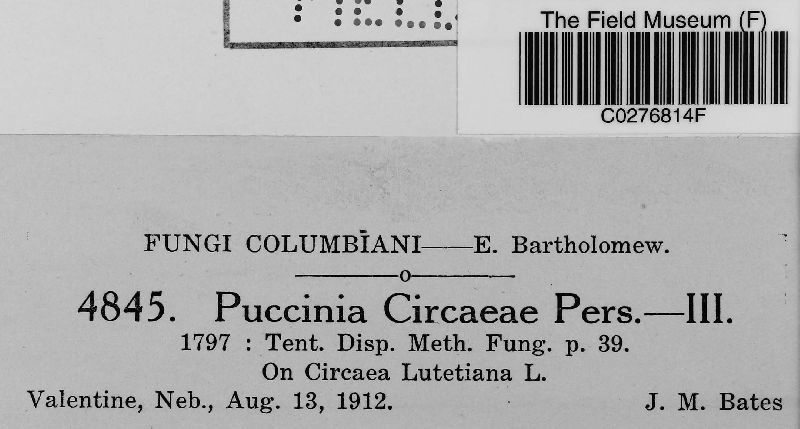 The Field Museum (F)
C0276814F
FUNGI COLUMBIANI——E. Bartholomew.
4845. Puccinia Circaeae Pers.—III.
1797 : Tent. Disp. Meth. Fung. p. 39.
On Circaea Lutetiana L.
Valentine, Neb., Aug. 13, 1912. J. M. Bates